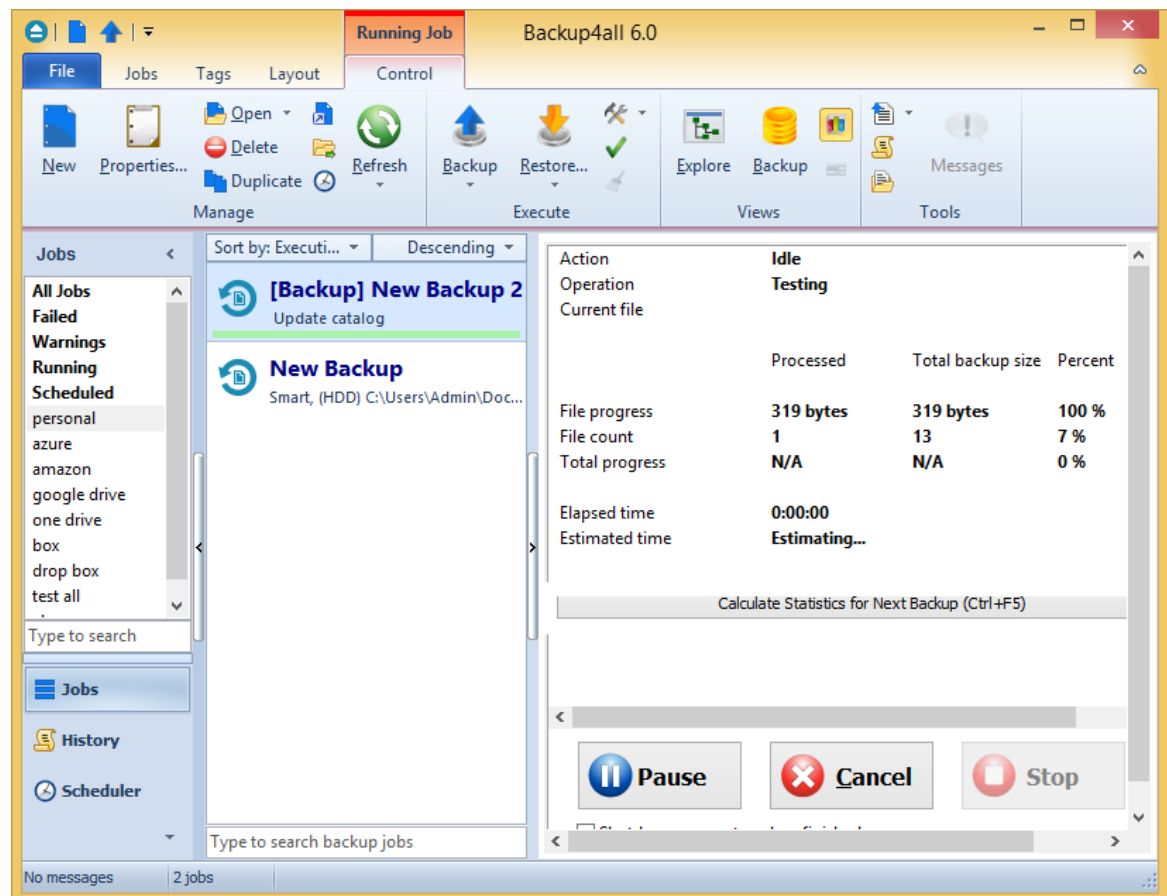 Running Job
Backup4all 6.0
File
Jobs
Tags
Layout
Control
New
Properties...
Open
Delete
Duplicate
Refresh
Manage
Backup
Restore...
Execute
Explore
Backup
Views
Messages
Tools
Jobs
All Jobs
Failed
Warnings
Running
Scheduled
personal
azure
amazon
google drive
one drive
box
drop box
test all
Type to search
Jobs
History
Scheduler
Sort by: Executi...
Descending
[Backup] New Backup 2
Update catalog
New Backup
Smart, (HDD) C:\Users\Admin\Doc...
Type to search backup jobs
Action Idle
Operation Testing
Current file
Processed Total backup size Percent
File progress 319 bytes 319 bytes 100 %
File count 1 13 7 %
Total progress N/A N/A 0 %
Elapsed time 0:00:00
Estimated time Estimating...
Calculate Statistics for Next Backup (Ctrl+F5)
Pause
Cancel
Stop
No messages
2 jobs